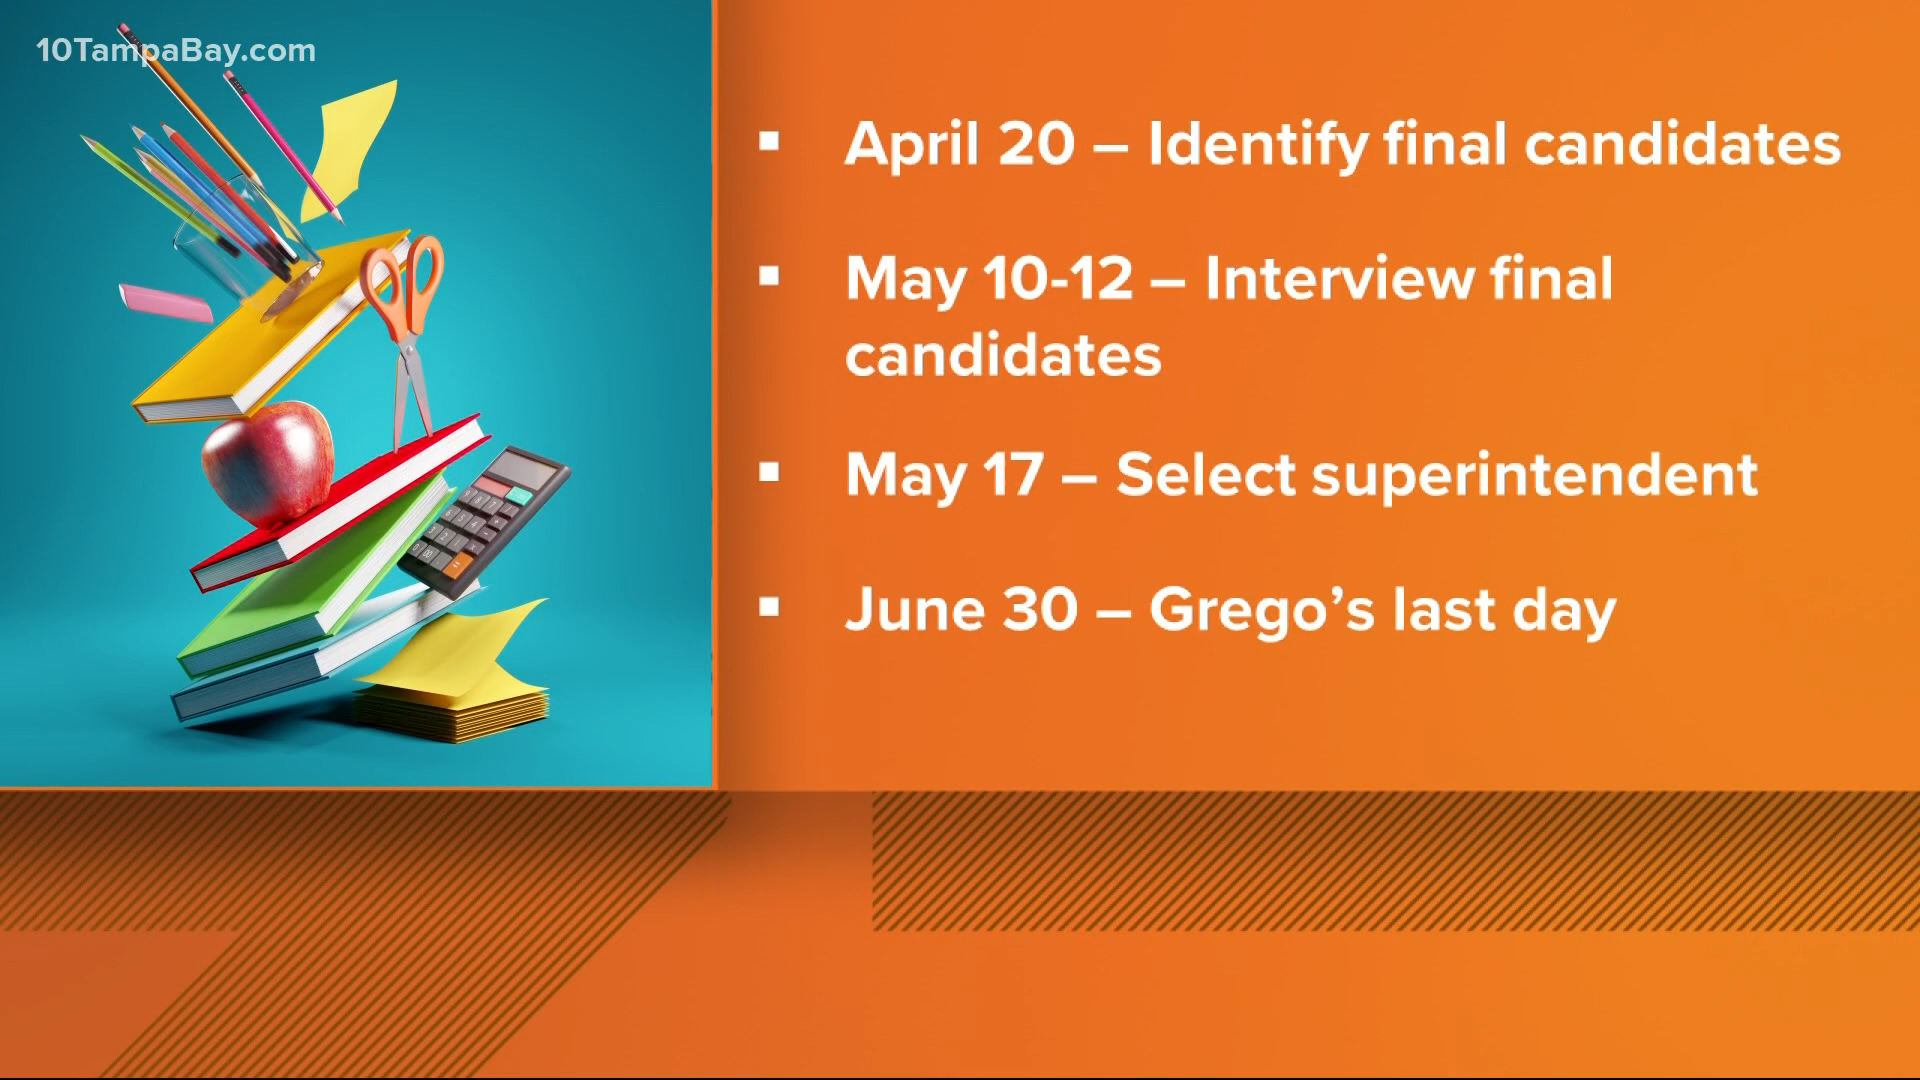 10TampaBay.com
▪ April 20 – Identify final candidates
▪ May 10-12 – Interview final
candidates
▪ May 17 – Select superintendent
▪ June 30 – Grego’s last day